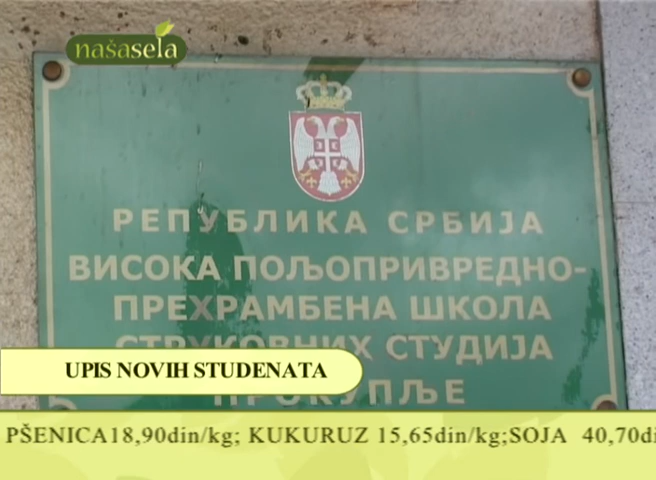 našasela
РЕПУБЛИКА СРБИЈА
ВИСОКА ПОЉОПРИВРЕДНО-
ПРЕХРАМБЕНА ШКОЛА
СТРУКОВНИХ СТУДИЈА
UPIS NOVIH STUDENATA
ПРОКУПЉЕ
PŠENICA18,90din/kg; KUKURUZ 15,65din/kg;SOJA 40,70di